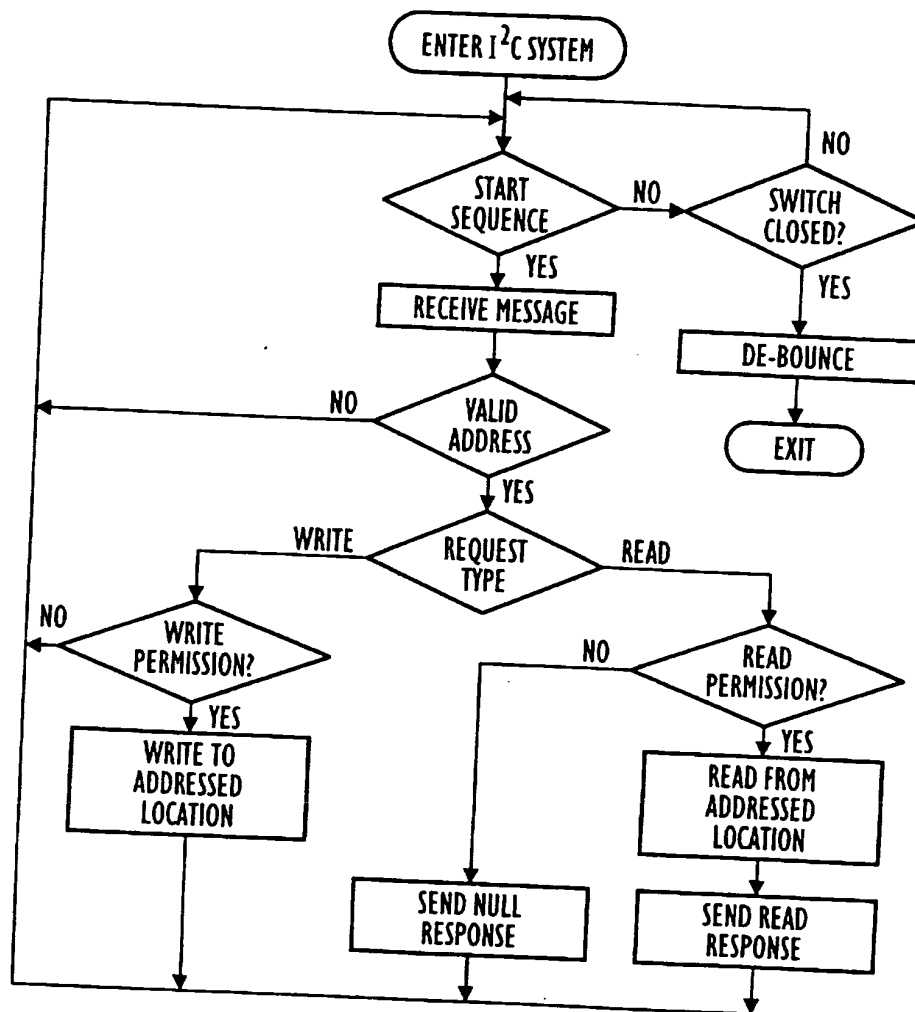 ENTER I²C SYSTEM
NO
START
SEQUENCE
NO
SWITCH
CLOSED?
YES
YES
RECEIVE MESSAGE
DE-BOUNCE
NO
VALID
ADDRESS
EXIT
YES
WRITE
REQUEST
TYPE
READ
NO
WRITE
PERMISSION?
NO
READ
PERMISSION?
YES
YES
WRITE TO
ADDRESSED
LOCATION
READ FROM
ADDRESSED
LOCATION
SEND NULL
RESPONSE
SEND READ
RESPONSE